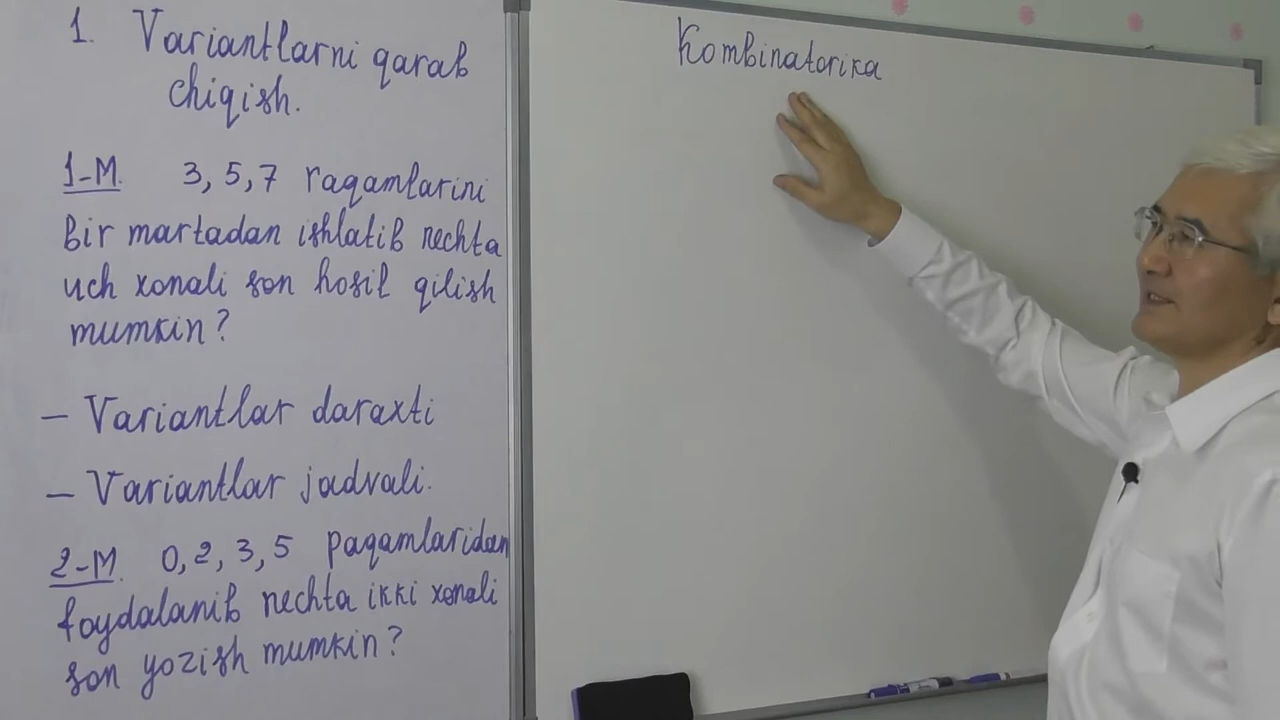 1. Variantlarni qarab
chiqish.
1-M. 3, 5, 7 raqamlarini
bir martadan ishlatib nechta
uch xonali son hosil qilish
mumkin?
– Variantlar daraxti
– Variantlar jadvali.
2-M. 0, 2, 3, 5 paqamlaridan
foydalanib nechta ikki xonali
son yozish mumkin?
Kombinatorika